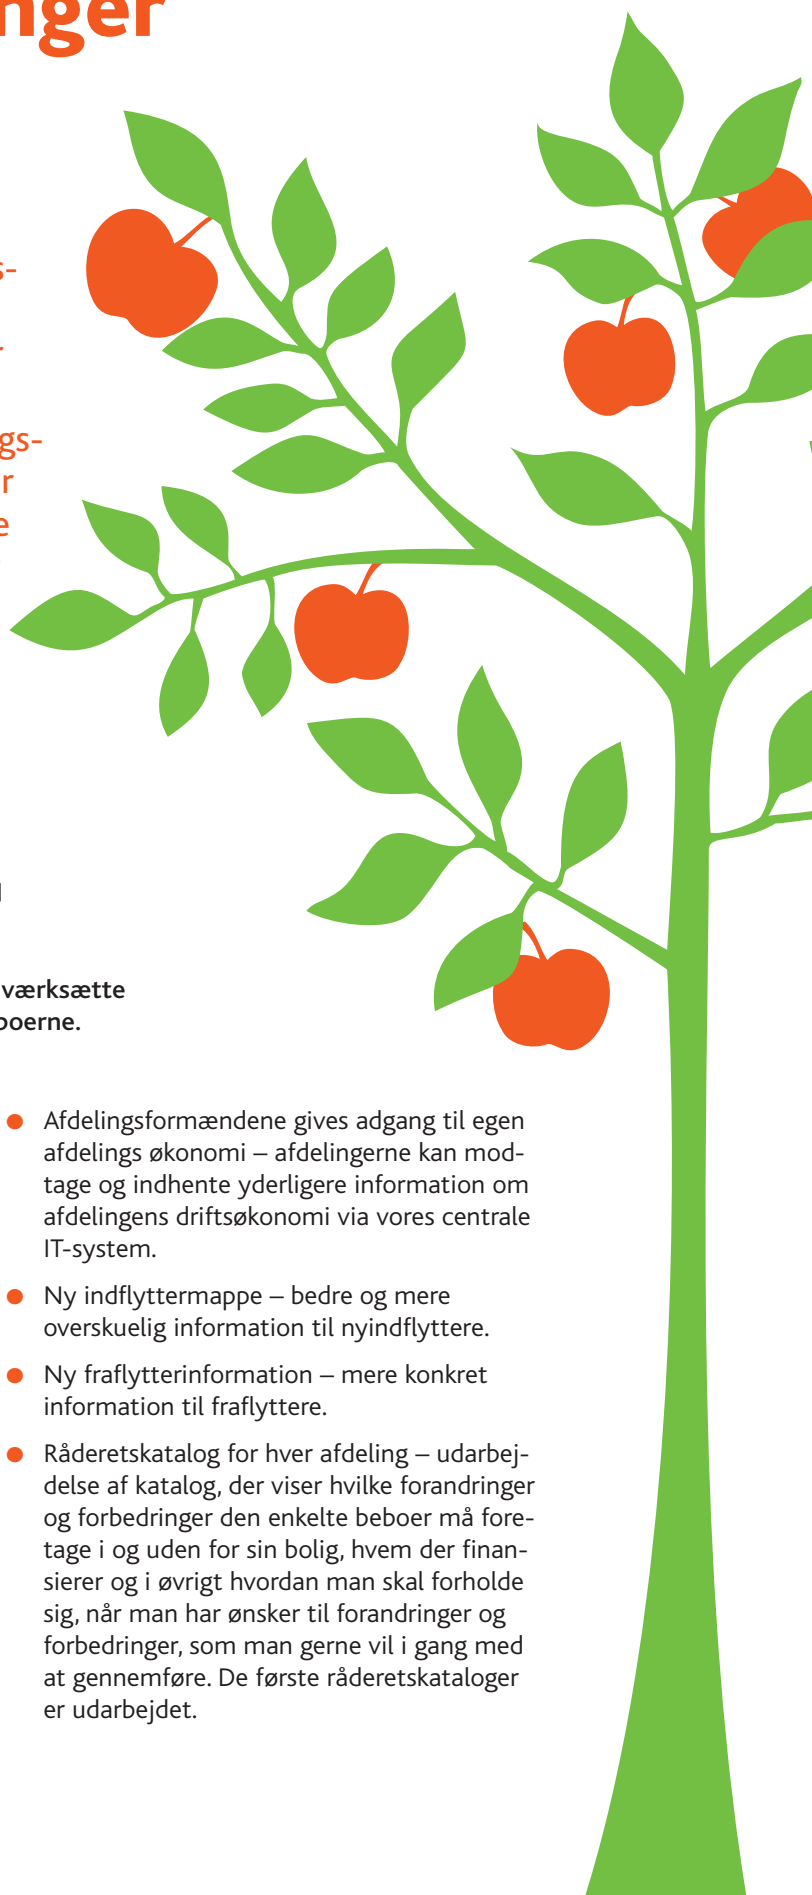 nger
s-
gs-
r
e
værksætte
boerne.
● Afdelingsformændene gives adgang til egen
afdelings økonomi – afdelingerne kan mod-
tage og indhente yderligere information om
afdelingens driftsøkonomi via vores centrale
IT-system.
● Ny indflyttermappe – bedre og mere
overskuelig information til nyindflyttere.
● Ny fraflytterinformation – mere konkret
information til fraflyttere.
● Råderetskatalog for hver afdeling – udarbej-
delse af katalog, der viser hvilke forandringer
og forbedringer den enkelte beboer må fore-
tage i og uden for sin bolig, hvem der finan-
sierer og i øvrigt hvordan man skal forholde
sig, når man har ønsker til forandringer og
forbedringer, som man gerne vil i gang med
at gennemføre. De første råderetskataloger
er udarbejdet.